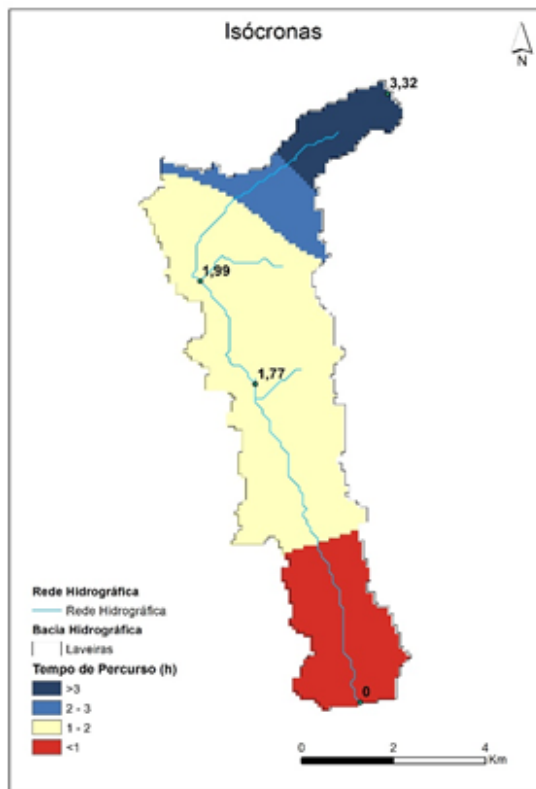 Isócronas
N
3,32
1,99
1,77
0
Rede Hidrográfica
Rede Hidrográfica
Bacia Hidrográfica
Laveiras
Tempo de Percurso (h)
>3
2 - 3
1 - 2
<1
0 2 4
Km